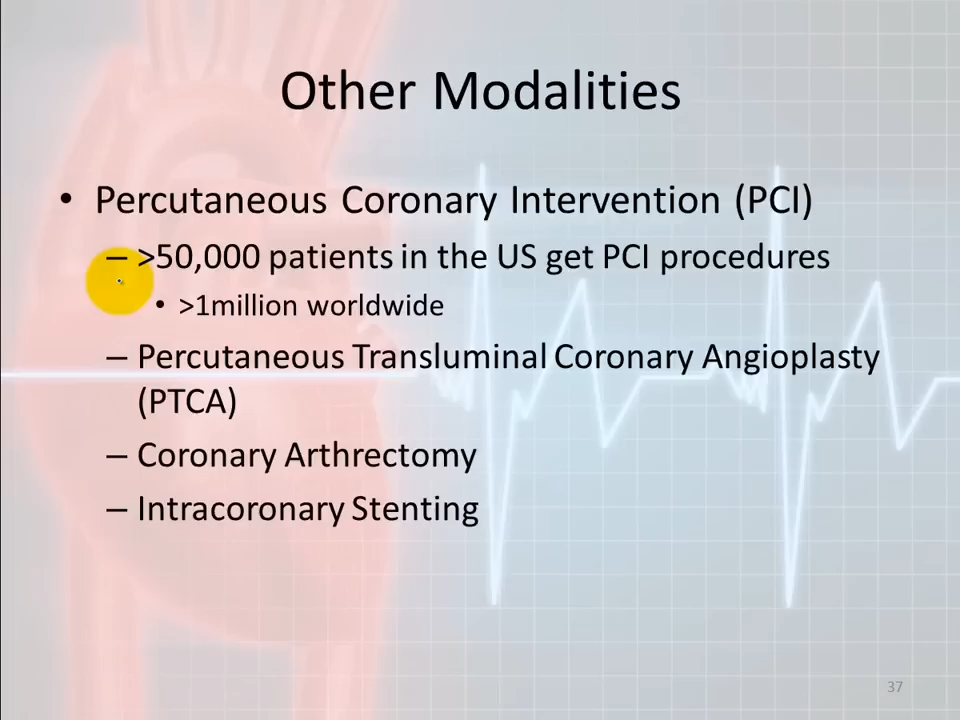 Other Modalities
• Percutaneous Coronary Intervention (PCI)
– >50,000 patients in the US get PCI procedures
• >1million worldwide
– Percutaneous Transluminal Coronary Angioplasty
(PTCA)
– Coronary Arthrectomy
– Intracoronary Stenting
37